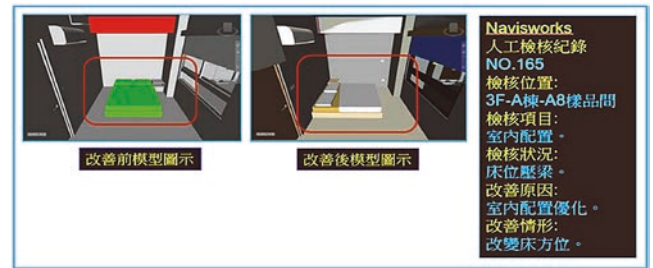 改善前模型圖示
改善後模型圖示
Navisworks
人工檢核紀錄
NO.165
檢核位置:
3F-A棟-A8樣品間
檢核項目:
室內配置。
檢核狀況:
床位壓梁。
改善原因:
室內配置優化。
改善情形:
改變床方位。